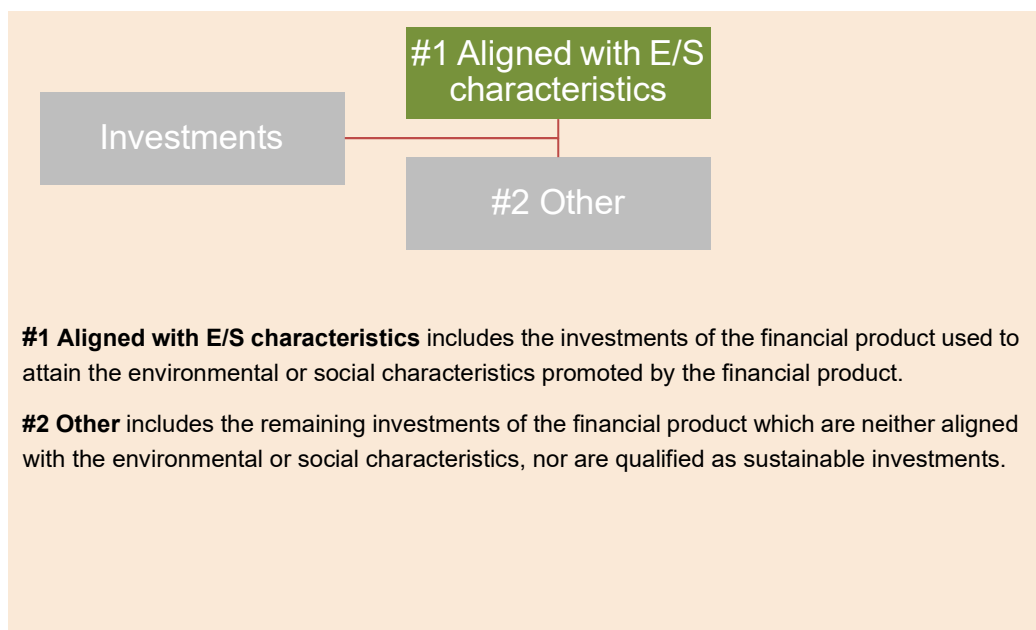 #1 Aligned with E/S
characteristics
Investments
#2 Other
#1 Aligned with E/S characteristics includes the investments of the financial product used to
attain the environmental or social characteristics promoted by the financial product.
#2 Other includes the remaining investments of the financial product which are neither aligned
with the environmental or social characteristics, nor are qualified as sustainable investments.